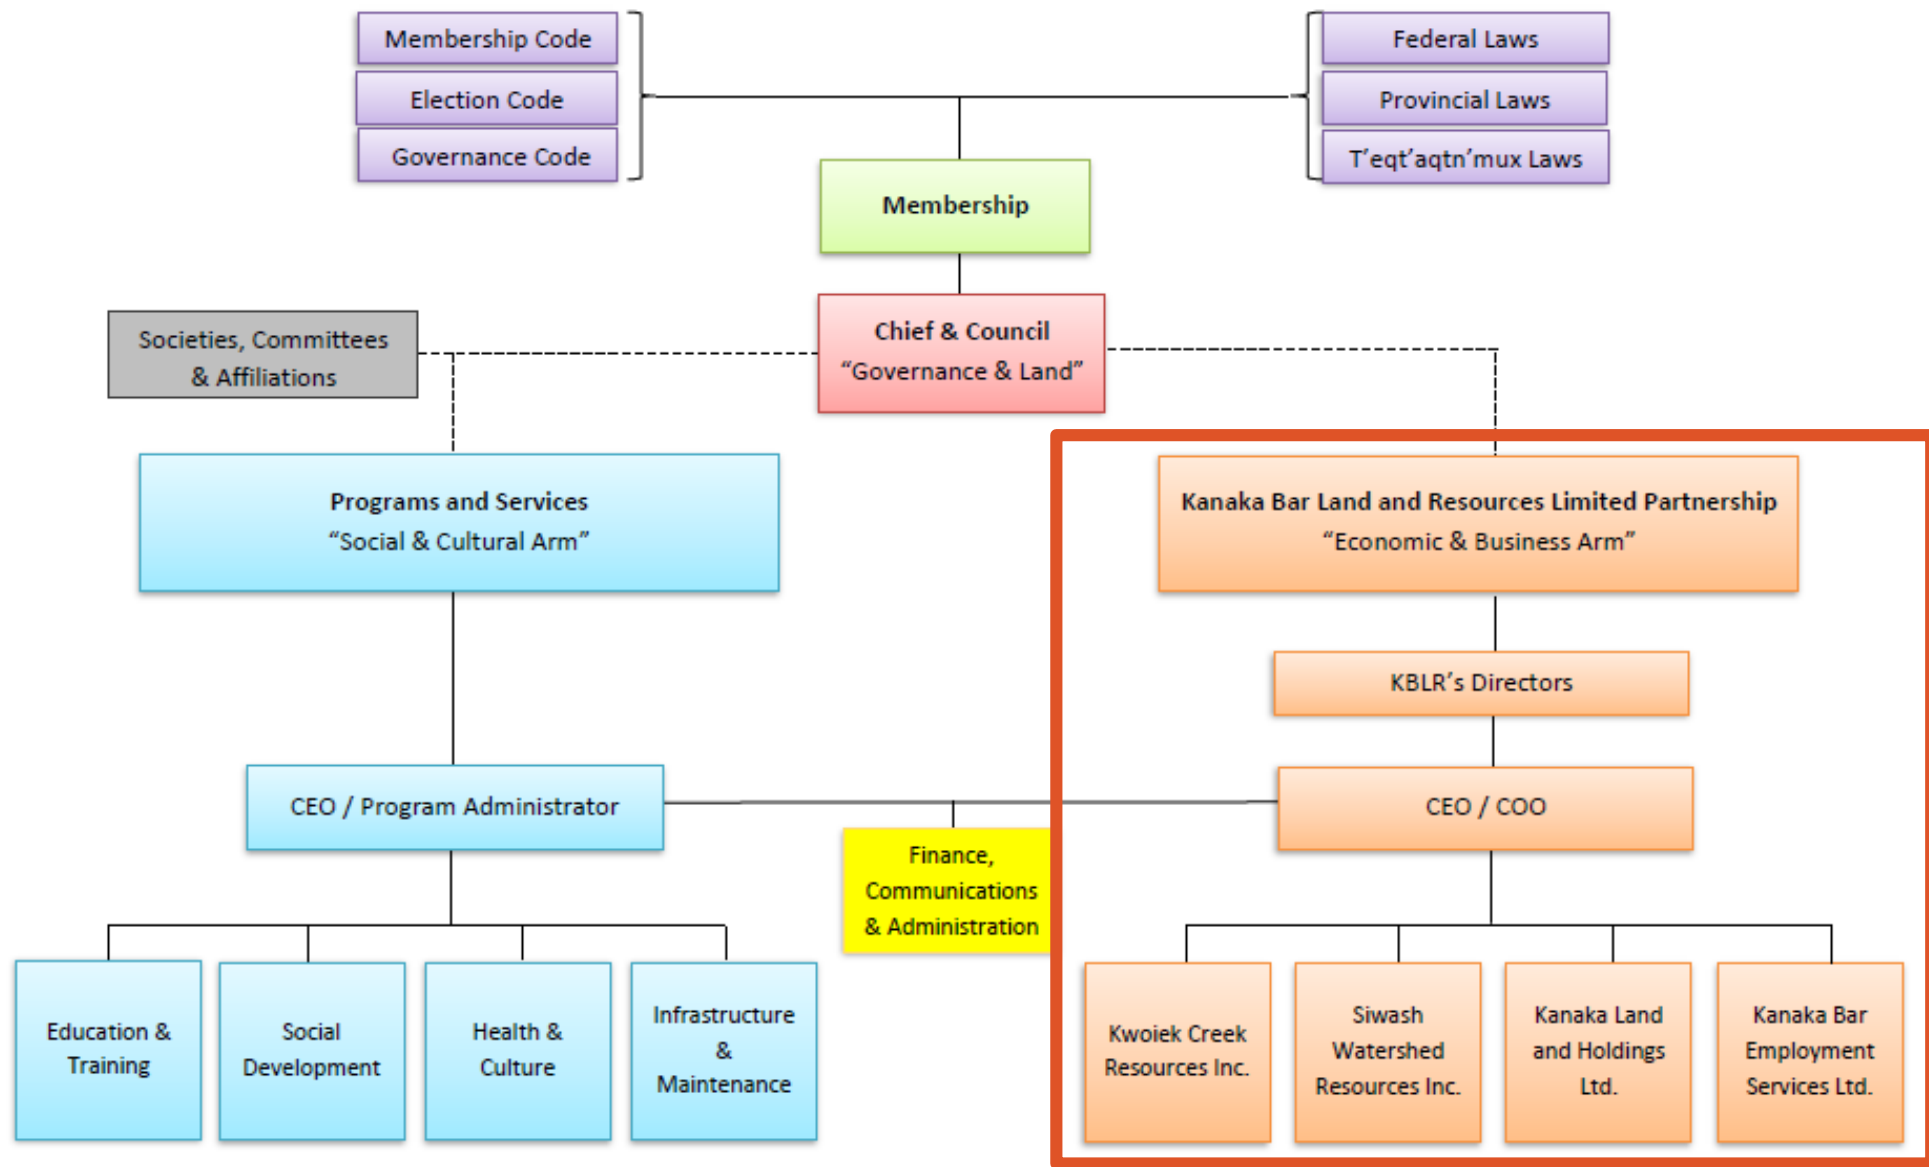 Membership Code
Election Code
Governance Code
Federal Laws
Provincial Laws
T’eqt’aqtn’mux Laws
Membership
Societies, Committees
& Affiliations
Chief & Council
“Governance & Land”
Programs and Services
“Social & Cultural Arm”
Kanaka Bar Land and Resources Limited Partnership
“Economic & Business Arm”
KBLR’s Directors
CEO / Program Administrator
CEO / COO
Finance,
Communications
& Administration
Education &
Training
Social
Development
Health &
Culture
Infrastructure
&
Maintenance
Kwoiek Creek
Resources Inc.
Siwash
Watershed
Resources Inc.
Kanaka Land
and Holdings
Ltd.
Kanaka Bar
Employment
Services Ltd.